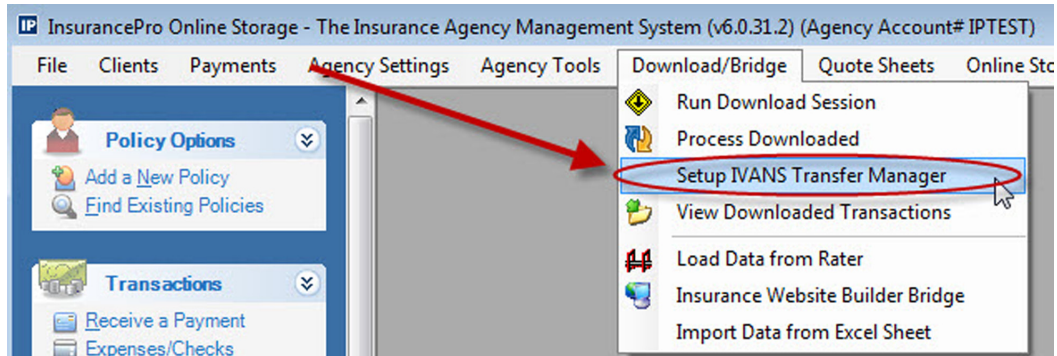 IP InsurancePro Online Storage - The Insurance Agency Management System (v6.0.31.2) (Agency Account# IPTEST)
File Clients Payments Agency Settings Agency Tools Download/Bridge Quote Sheets Online Sto
Run Download Session
Policy Options
Process Downloaded
Add a New Policy
Setup IVANS Transfer Manager
Find Existing Policies
View Downloaded Transactions
Load Data from Rater
Transactions
Insurance Website Builder Bridge
Receive a Payment
Import Data from Excel Sheet
Expenses/Checks